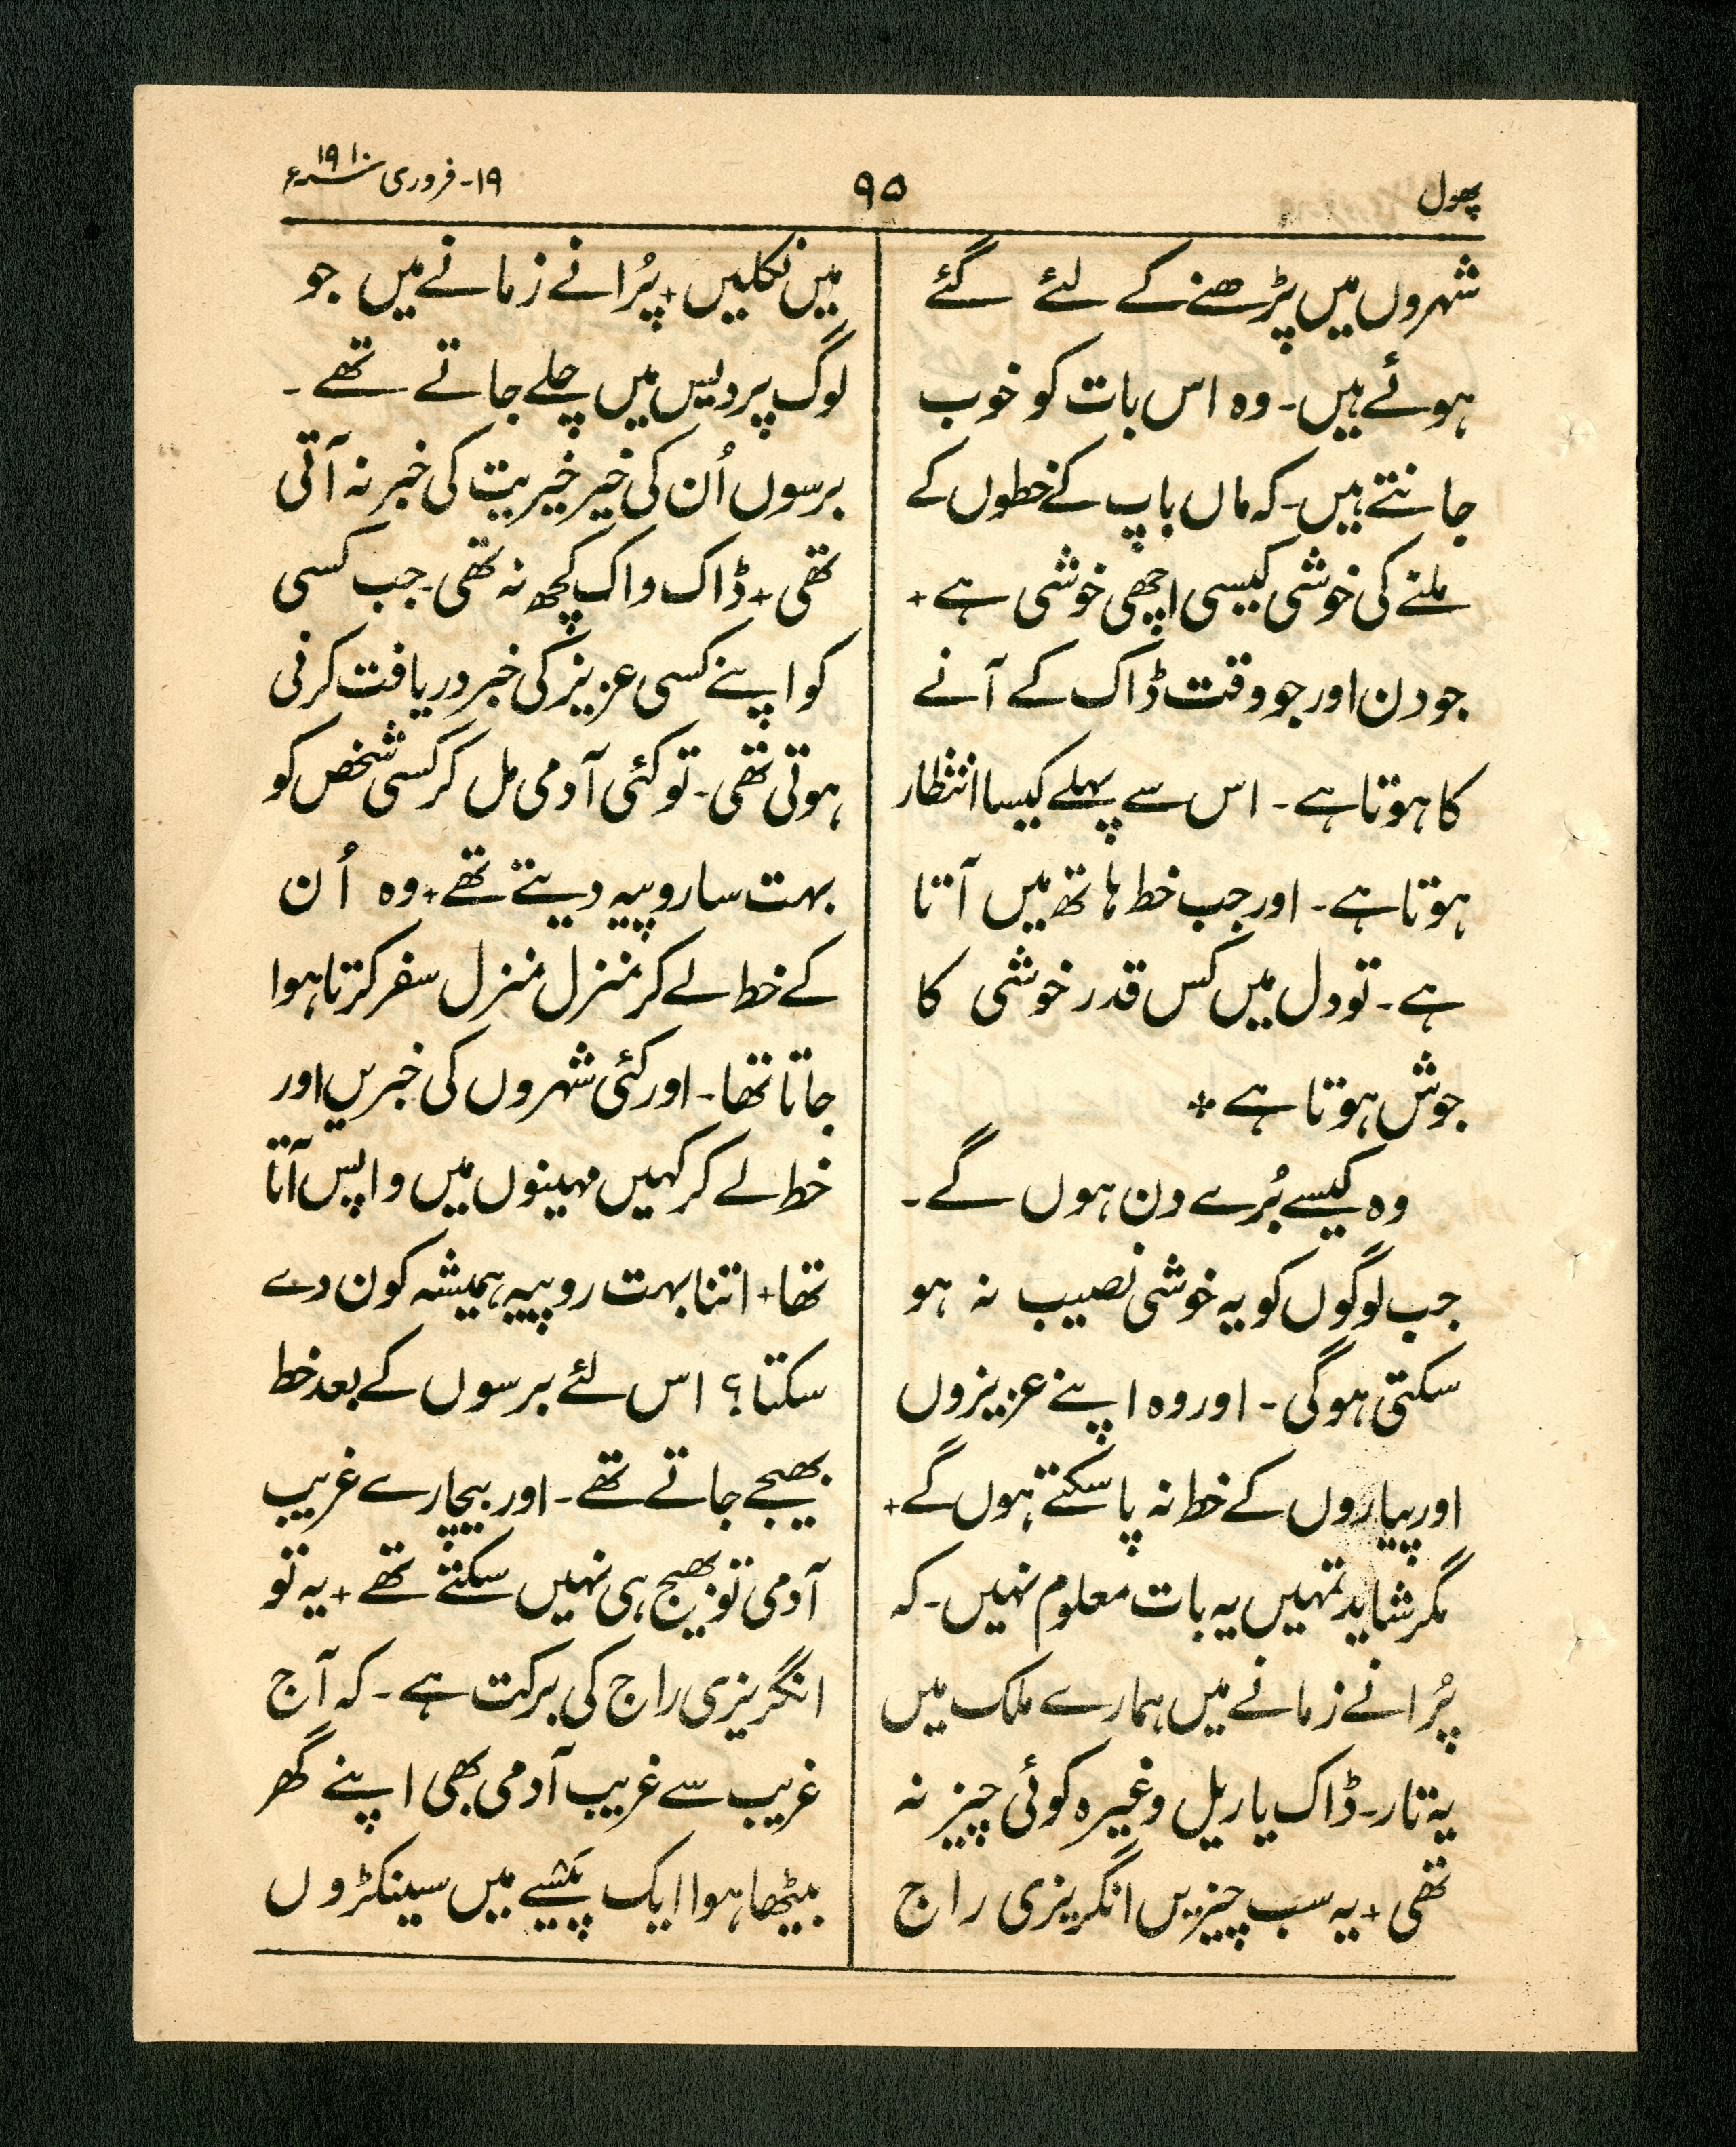 پھول
۹۵
۱۹-فروری سنہ ۱۹۱۰ء
شہروں میں پڑھنے کے لئے گئے
ہوئے ہیں۔ وہ اس بات کو خوب
جانتے ہیں۔ کہ ماں باپ کے خطوں کے
ملنے کی خوشی کیسی اچھی خوشی ہے +
جو دن اور جو وقت ڈاک کے آنے
کا ہوتا ہے۔ اس سے پہلے کیسا انتظار
ہوتا ہے۔ اور جب خط ہاتھ میں آتا
ہے۔ تو دل میں کس قدر خوشی کا
جوش ہوتا ہے ٭
وہ کیسے بُرے دن ہوں گے۔
جب لوگوں کو یہ خوشی نصیب نہ ہو
سکتی ہوگی۔ اور وہ اپنے عزیزوں
اور پیاروں کے خط نہ پا سکتے ہوں گے +
مگر شاید تمہیں یہ بات معلوم نہیں۔ کہ
پُرانے زمانے میں ہمارے ملک میں
یہ تار۔ ڈاک یا ریل وغیرہ کوئی چیز نہ
تھی + یہ سب چیزیں انگریزی راج
میں نکلیں + پُرانے زمانے میں جو
لوگ پردیس میں چلے جاتے تھے۔
برسوں اُن کی خیر خیریت کی خبر نہ آتی
تھی + ڈاک واک کچھ نہ تھی۔ جب کسی
کو اپنے کسی عزیز کی خبر دریافت کرنی
ہوتی تھی۔ تو کئی آدمی مل کر کسی شخص کو
بہت سا روپیہ دیتے تھے + وہ اُن
کے خط لے کر منزل منزل سفر کرتا ہوا
جاتا تھا۔ اور کئی شہروں کی خبریں اور
خط لے کر کہیں مہینوں میں واپس آتا
تھا + اتنا بہت روپیہ ہمیشہ کون دے
سکتا؟ اس لئے برسوں کے بعد خط
بھیجے جاتے تھے۔ اور بیچارے غریب
آدمی تو بھیج ہی نہیں سکتے تھے + یہ تو
انگریزی راج کی برکت ہے۔ کہ آج
غریب سے غریب آدمی بھی اپنے گھر
بیٹھا ہوا ایک پیسے میں سینکڑوں